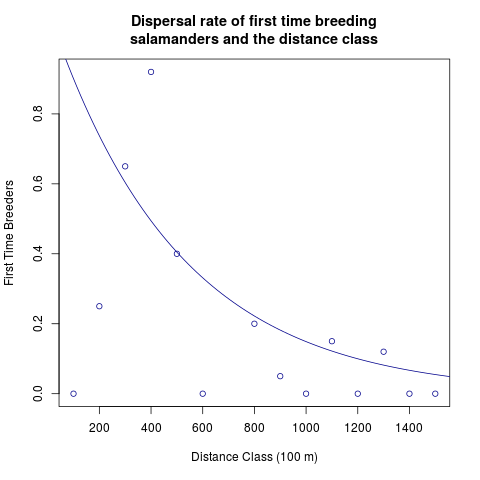 Dispersal rate of first time breeding
salamanders and the distance class
First Time Breeders
0.8
0.6
0.4
0.2
0.0
200 400 600 800 1000 1200 1400
Distance Class (100 m)